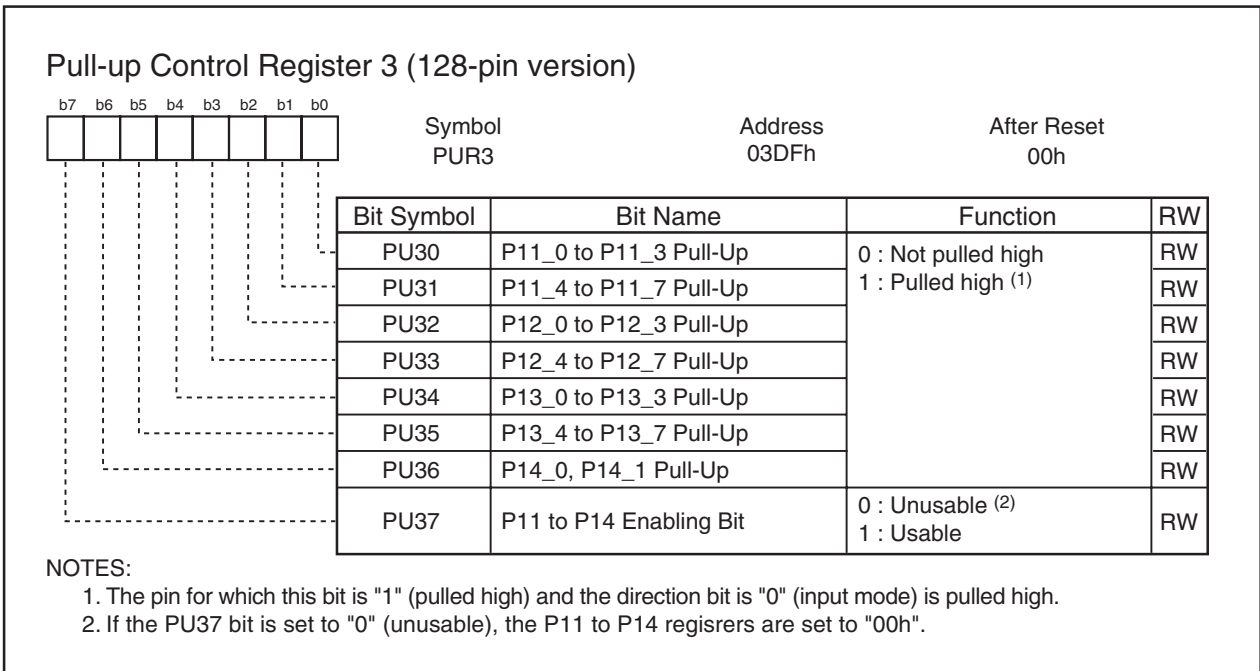 Pull-up Control Register 3 (128-pin version)
b7 b6 b5 b4 b3 b2 b1 b0
Symbol Address After Reset
PUR3 03DFh 00h
Bit Symbol Bit Name Function RW
PU30 P11_0 to P11_3 Pull-Up 0 : Not pulled high RW
PU31 P11_4 to P11_7 Pull-Up 1 : Pulled high (1) RW
PU32 P12_0 to P12_3 Pull-Up RW
PU33 P12_4 to P12_7 Pull-Up RW
PU34 P13_0 to P13_3 Pull-Up RW
PU35 P13_4 to P13_7 Pull-Up RW
PU36 P14_0, P14_1 Pull-Up RW
PU37 P11 to P14 Enabling Bit 0 : Unusable (2) RW
1 : Usable
NOTES:
1. The pin for which this bit is "1" (pulled high) and the direction bit is "0" (input mode) is pulled high.
2. If the PU37 bit is set to "0" (unusable), the P11 to P14 regisrers are set to "00h".